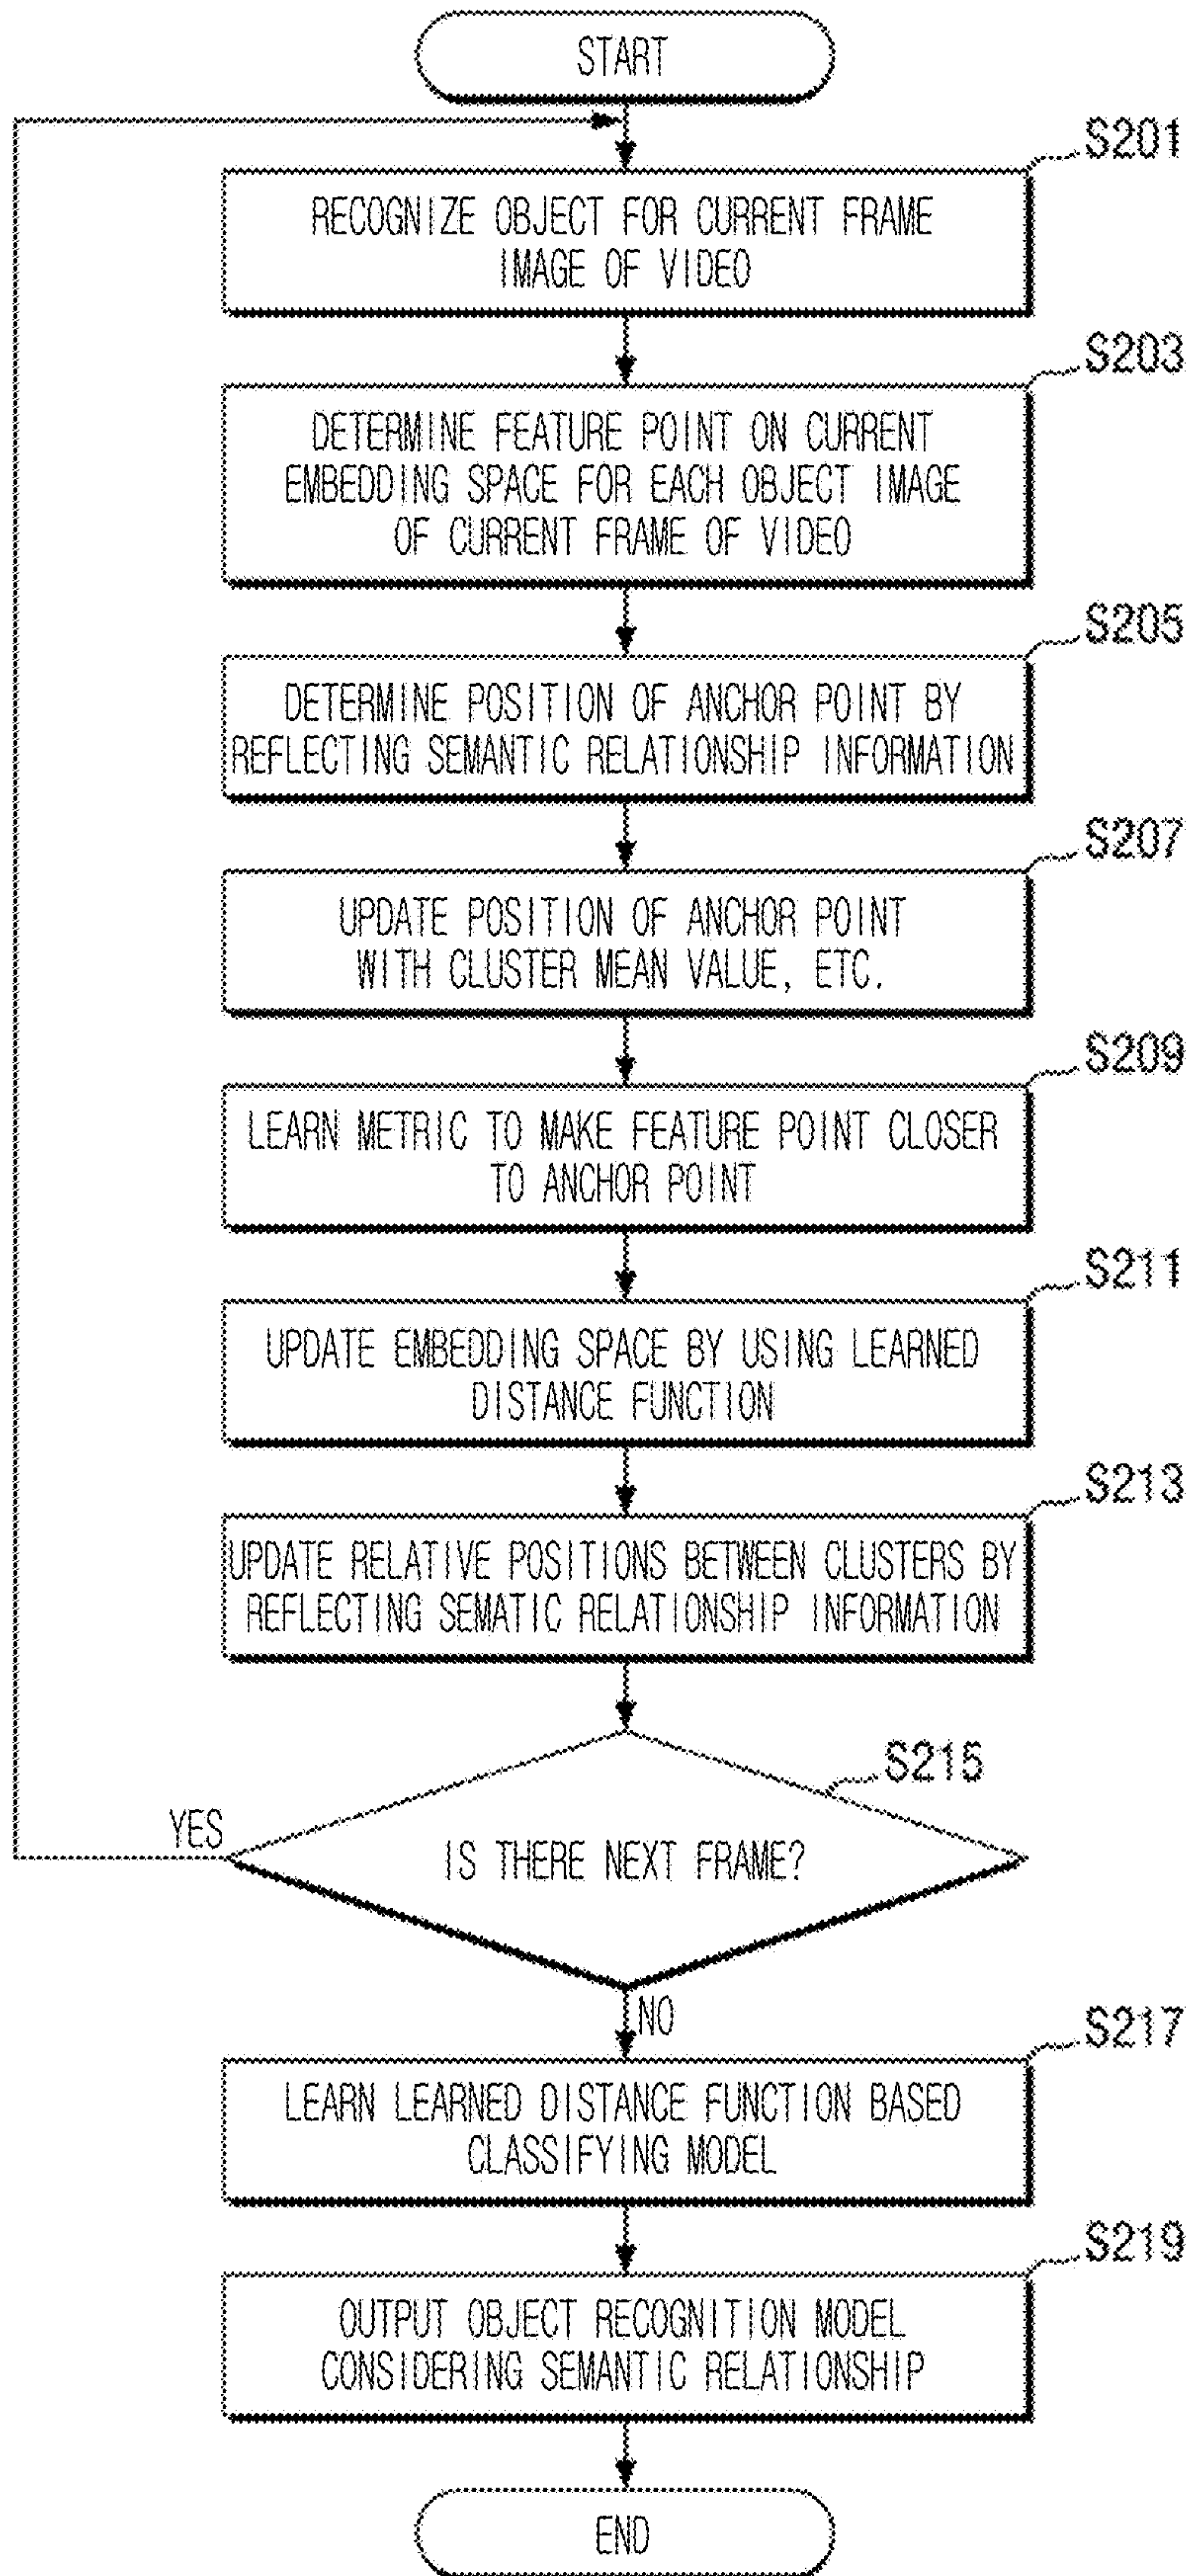 START
S201
RECOGNIZE OBJECT FOR CURRENT FRAME
IMAGE OF VIDEO
S203
DETERMINE FEATURE POINT ON CURRENT
EMBEDDING SPACE FOR EACH OBJECT IMAGE
OF CURRENT FRAME OF VIDEO
S205
DETERMINE POSITION OF ANCHOR POINT BY
REFLECTING SEMANTIC RELATIONSHIP INFORMATION
S207
UPDATE POSITION OF ANCHOR POINT
WITH CLUSTER MEAN VALUE, ETC.
S209
LEARN METRIC TO MAKE FEATURE POINT CLOSER
TO ANCHOR POINT
S211
UPDATE EMBEDDING SPACE BY USING LEARNED
DISTANCE FUNCTION
S213
UPDATE RELATIVE POSITIONS BETWEEN CLUSTERS BY
REFLECTING SEMATIC RELATIONSHIP INFORMATION
S215
YES
IS THERE NEXT FRAME?
NO
S217
LEARN LEARNED DISTANCE FUNCTION BASED
CLASSIFYING MODEL
S219
OUTPUT OBJECT RECOGNITION MODEL
CONSIDERING SEMANTIC RELATIONSHIP
END